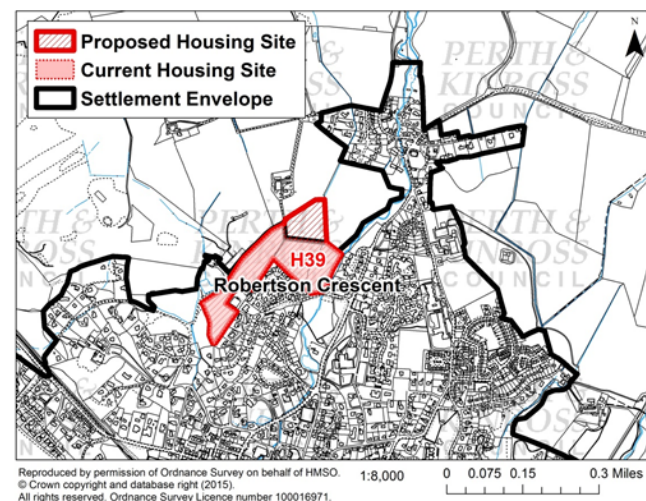 Proposed Housing Site
Current Housing Site
Settlement Envelope
N
PERTH &
KINROSS
COUNCIL
PERTH &
KINROSS
COUNCIL
H39
Robertson Crescent
Reproduced by permission of Ordnance Survey on behalf of HMSO.
© Crown copyright and database right (2015).
All rights reserved. Ordnance Survey Licence number 100016971.
1:8,000
0 0.075 0.15 0.3 Miles